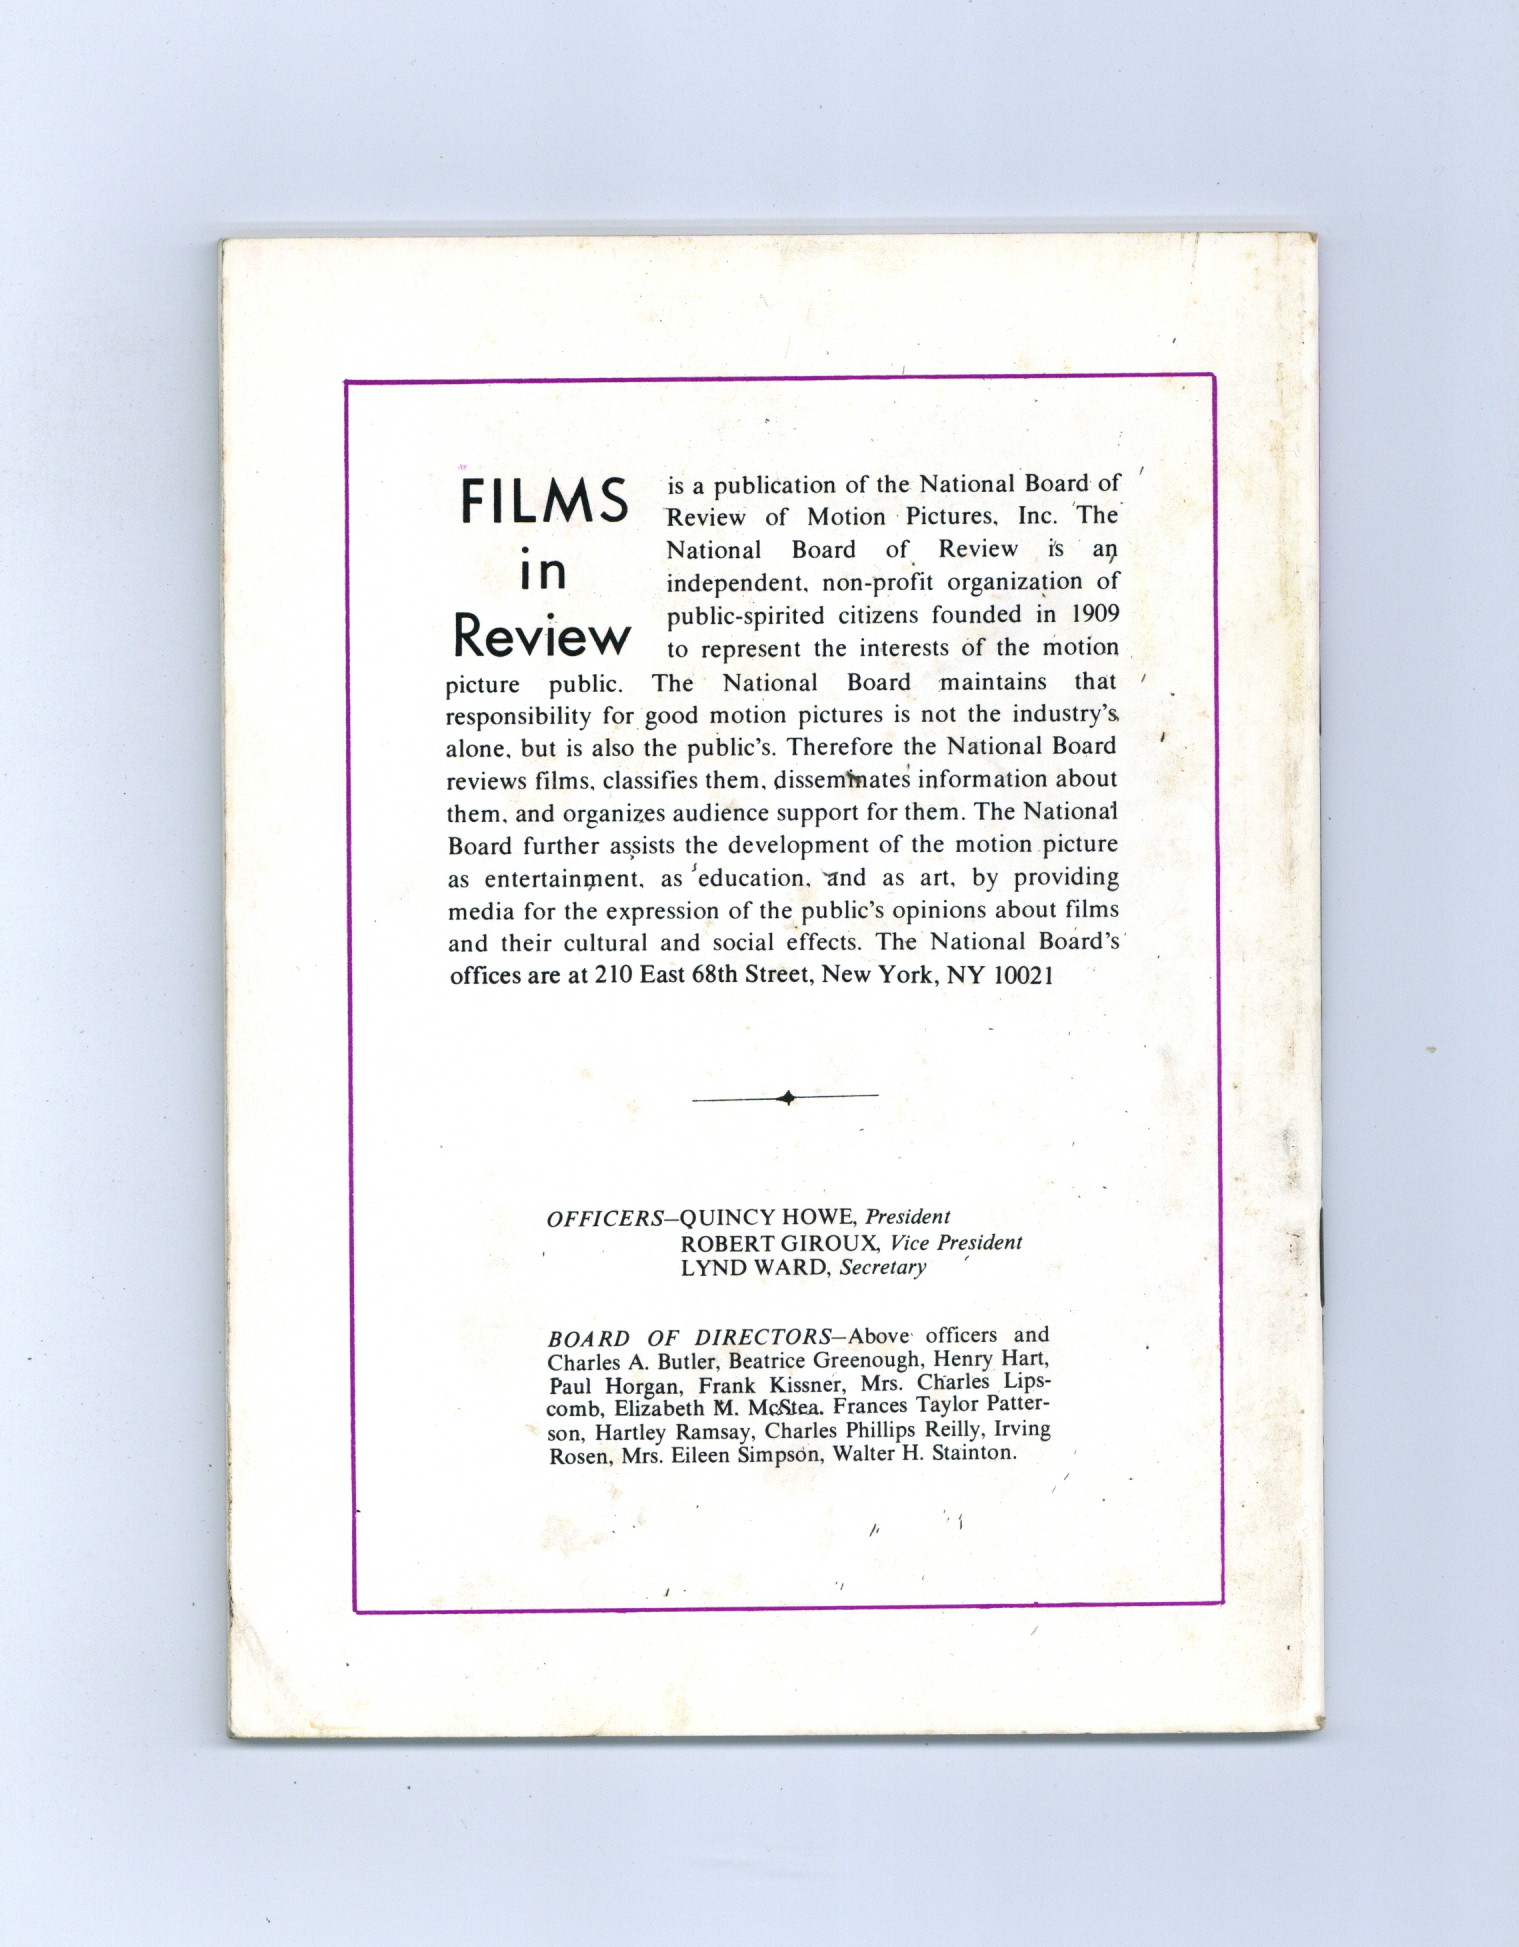 FILMS
in
Review
is a publication of the National Board of
Review of Motion Pictures, Inc. The
National Board of Review is an
independent, non-profit organization of
public-spirited citizens founded in 1909
to represent the interests of the motion
picture public. The National Board maintains that
responsibility for good motion pictures is not the industry's
alone, but is also the public's. Therefore the National Board
reviews films, classifies them, disseminates information about
them, and organizes audience support for them. The National
Board further assists the development of the motion picture
as entertainment, as education, and as art, by providing
media for the expression of the public's opinions about films
and their cultural and social effects. The National Board's
offices are at 210 East 68th Street, New York, NY 10021
OFFICERS—QUINCY HOWE, President
ROBERT GIROUX, Vice President
LYND WARD, Secretary
BOARD OF DIRECTORS—Above officers and
Charles A. Butler, Beatrice Greenough, Henry Hart,
Paul Horgan, Frank Kissner, Mrs. Charles Lips-
comb, Elizabeth M. McStea. Frances Taylor Patter-
son, Hartley Ramsay, Charles Phillips Reilly, Irving
Rosen, Mrs. Eileen Simpson, Walter H. Stainton.